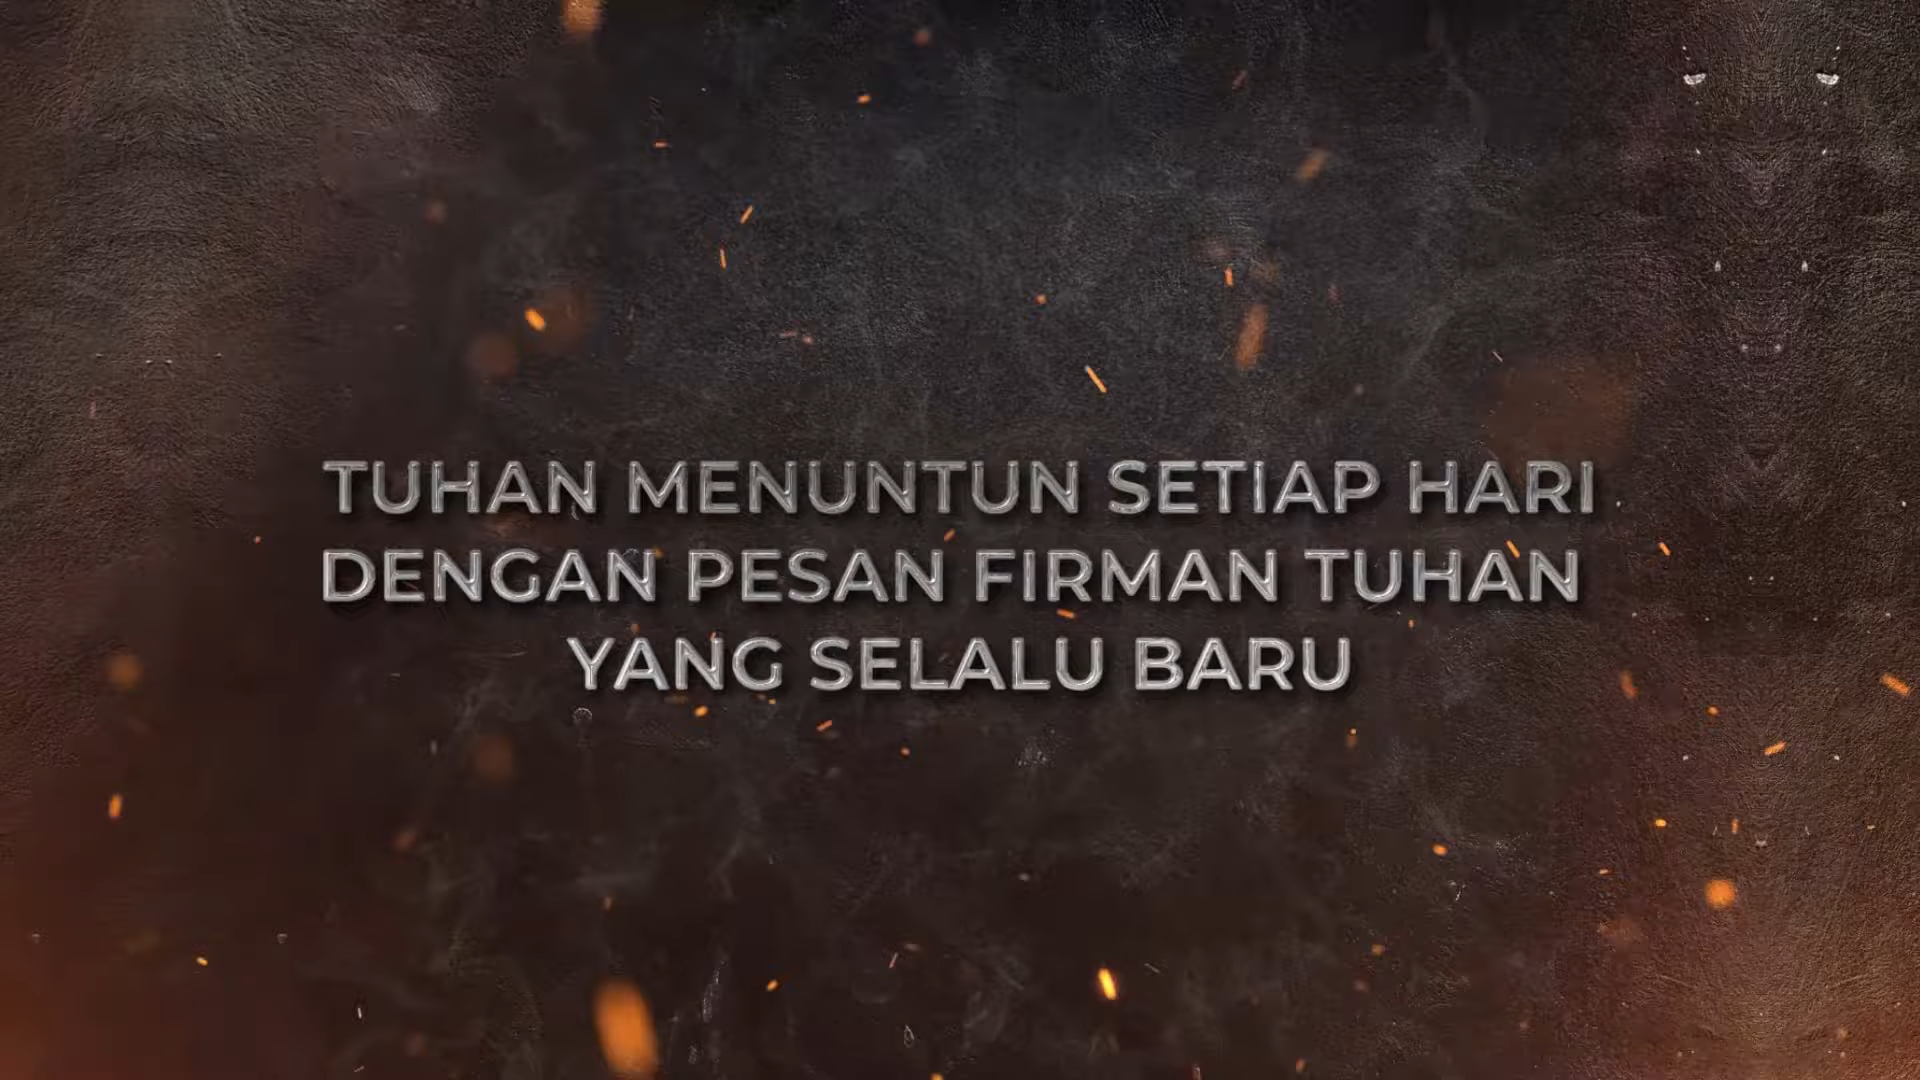 TUHAN MENUNTUN SETIAP HARI
DENGAN PESAN FIRMAN TUHAN
YANG SELALU BARU